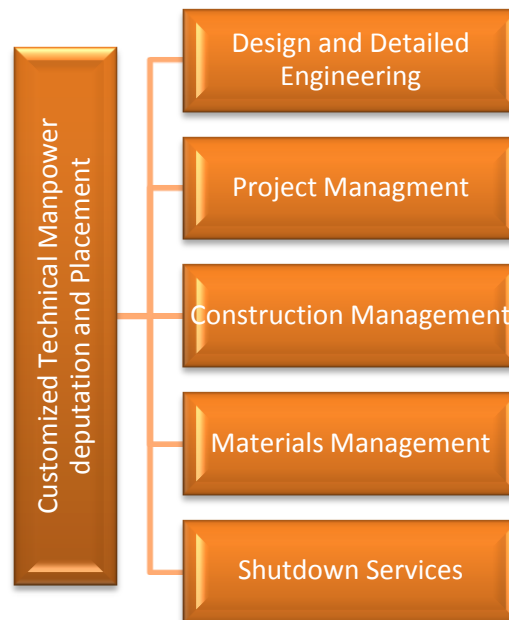 Customized Technical Manpower
deputation and Placement
Design and Detailed
Engineering
Project Managment
Construction Management
Materials Management
Shutdown Services